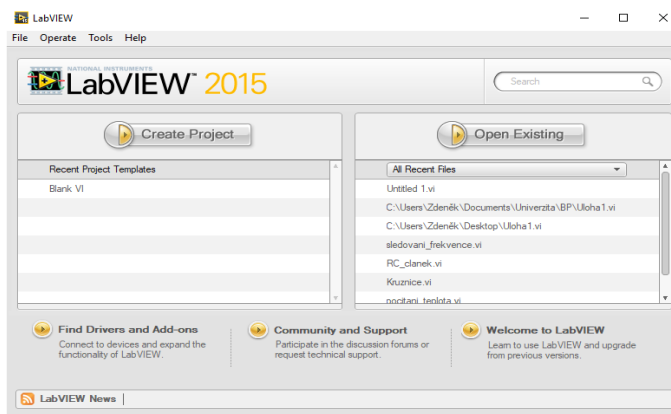 LabVIEW
File Operate Tools Help
NATIONAL INSTRUMENTS
LabVIEW™ 2015
Search
Create Project
Open Existing
Recent Project Templates
All Recent Files
Blank VI
Untitled 1.vi
C:\Users\Zdeněk\Documents\Univerzita\BP\Uloha1.vi
C:\Users\Zdeněk\Desktop\Uloha1.vi
sledovani_frekvence.vi
RC_clanek.vi
Kruznice.vi
pocitani_teplota.vi
Find Drivers and Add-ons
Connect to devices and expand the
functionality of LabVIEW.
Community and Support
Participate in the discussion forums or
request technical support.
Welcome to LabVIEW
Learn to use LabVIEW and upgrade
from previous versions.
LabVIEW News |